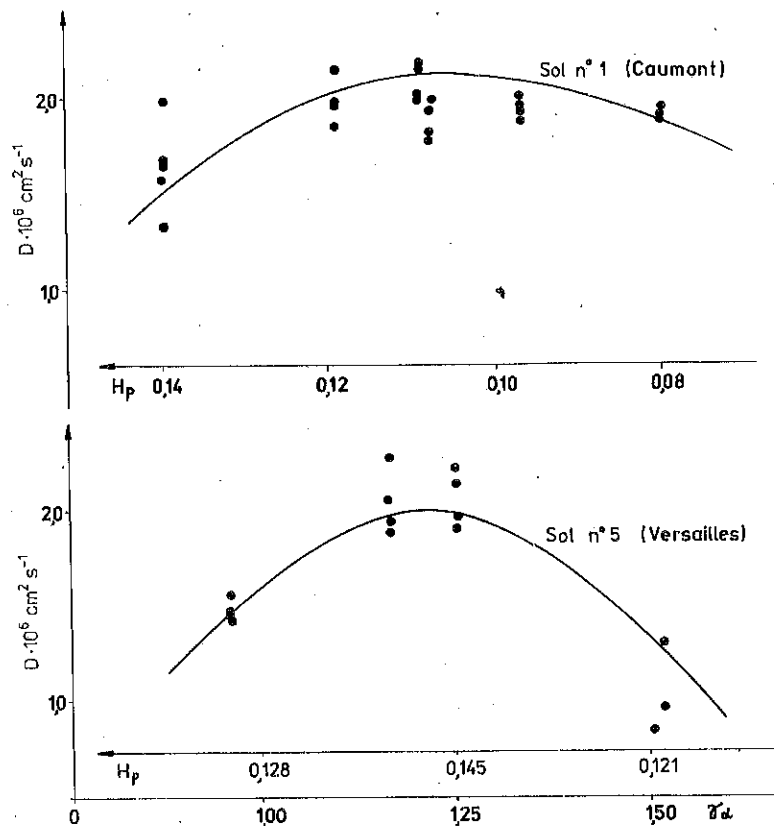 Sol n° 1 (Caumont)
2,0
D·10⁶ cm² s⁻¹
1,0
Hp 0,14 0,12 0,10 0,08
2,0
Sol n° 5 (Versailles)
D·10⁶ cm² s⁻¹
1,0
Hp 0,128 0,145 0,121
0 1,00 1,25 1,50 γd